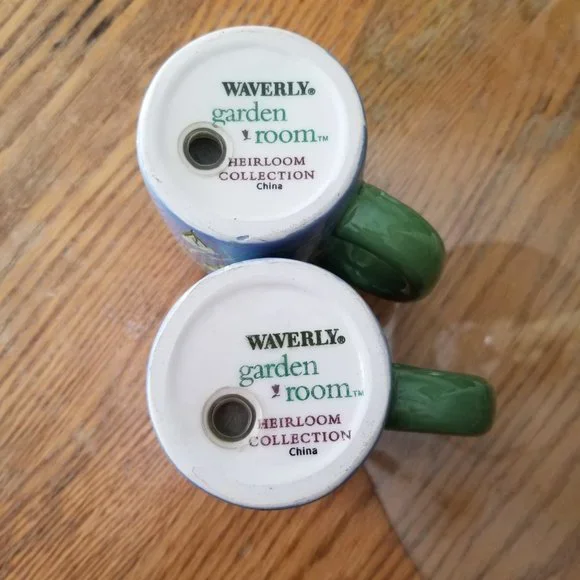 WAVERLY®
garden
room™
HEIRLOOM
COLLECTION
China
WAVERLY®
garden
room™
HEIRLOOM
COLLECTION
China